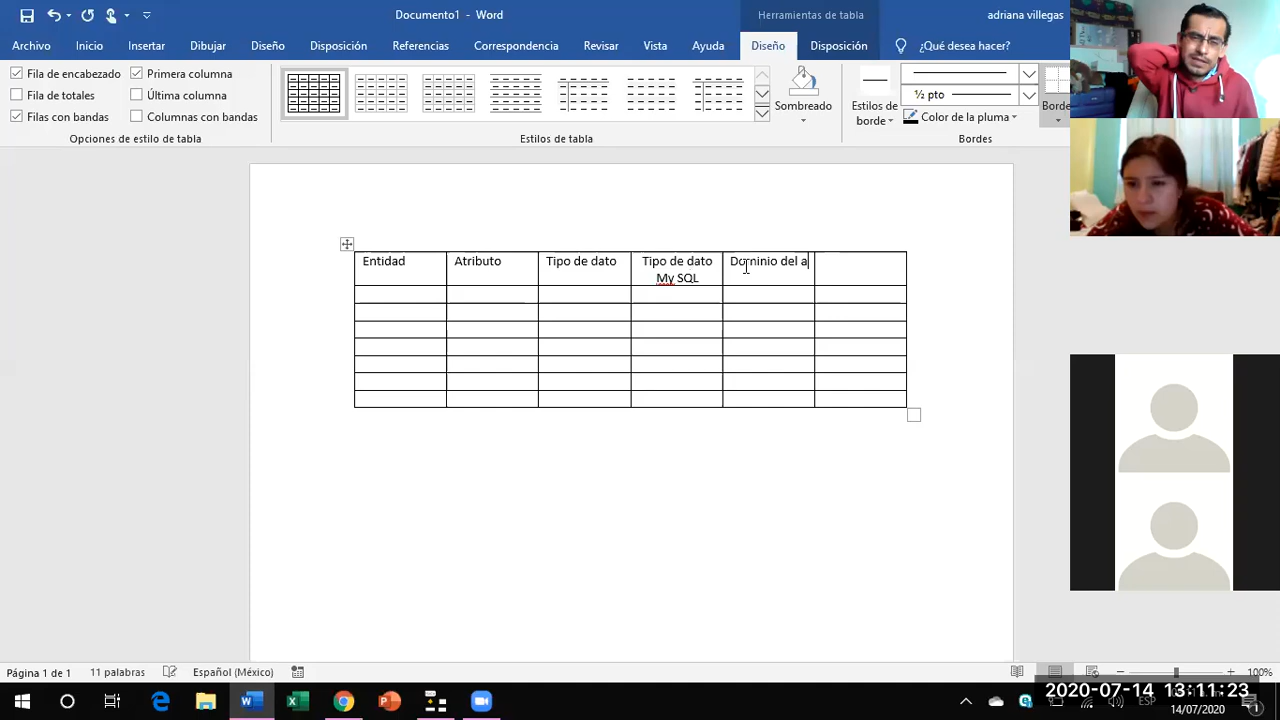 Documento1 - Word
Herramientas de tabla
adriana villegas
Archivo
Inicio
Insertar
Dibujar
Diseño
Disposición
Referencias
Correspondencia
Revisar
Vista
Ayuda
Diseño
Disposición
¿Qué desea hacer?
Fila de encabezado
Primera columna
Fila de totales
Última columna
Filas con bandas
Columnas con bandas
Opciones de estilo de tabla
Estilos de tabla
Sombreado
Estilos de
borde
½ pto
Color de la pluma
Borde
Bordes
Entidad
Atributo
Tipo de dato
Tipo de dato
My SQL
Dominio del a
Página 1 de 1
11 palabras
Español (México)
100%
2020-07-14 13:11:23
ESP
14/07/2020